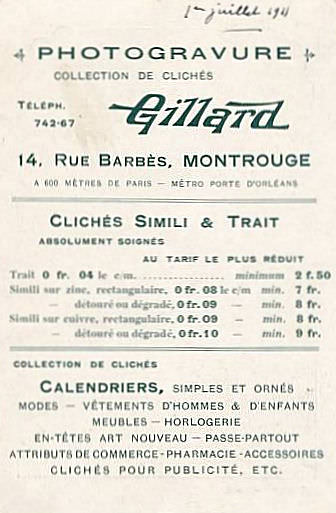 1er juillet 1911
PHOTOGRAVURE
COLLECTION DE CLICHÉS
TÉLÉPH.
742-67
Gillard
14, RUE BARBÈS, MONTROUGE
A 600 MÈTRES DE PARIS — MÉTRO PORTE D'ORLÉANS
CLICHÉS SIMILI & TRAIT
ABSOLUMENT SOIGNÉS
AU TARIF LE PLUS RÉDUIT
Trait 0 fr. 04 le c/m. .................... minimum 2 f. 50
Simili sur zinc, rectangulaire, 0 fr. 08 le c/m min. 7 fr.
— détouré ou dégradé, 0 fr. 09 — min. 8 fr.
Simili sur cuivre, rectangulaire, 0 fr. 09 — min. 8 fr.
— détouré ou dégradé, 0 fr. 10 — min. 9 fr.
COLLECTION DE CLICHÉS
CALENDRIERS, SIMPLES ET ORNÉS
MODES — VÊTEMENTS D'HOMMES & D'ENFANTS
MEUBLES — HORLOGERIE
EN-TÊTES ART NOUVEAU — PASSE-PARTOUT
ATTRIBUTS DE COMMERCE - PHARMACIE - ACCESSOIRES
CLICHÉS POUR PUBLICITÉ, ETC.